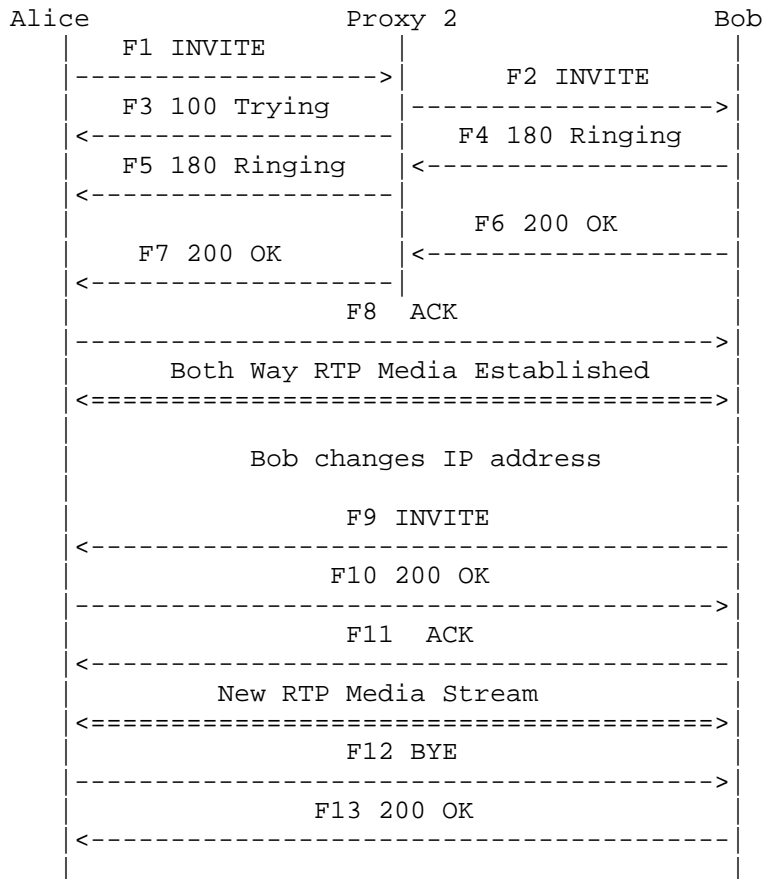 Alice Proxy 2 Bob
F1 INVITE
F2 INVITE
F3 100 Trying
F4 180 Ringing
F5 180 Ringing
F6 200 OK
F7 200 OK
F8 ACK
Both Way RTP Media Established
Bob changes IP address
F9 INVITE
F10 200 OK
F11 ACK
New RTP Media Stream
F12 BYE
F13 200 OK